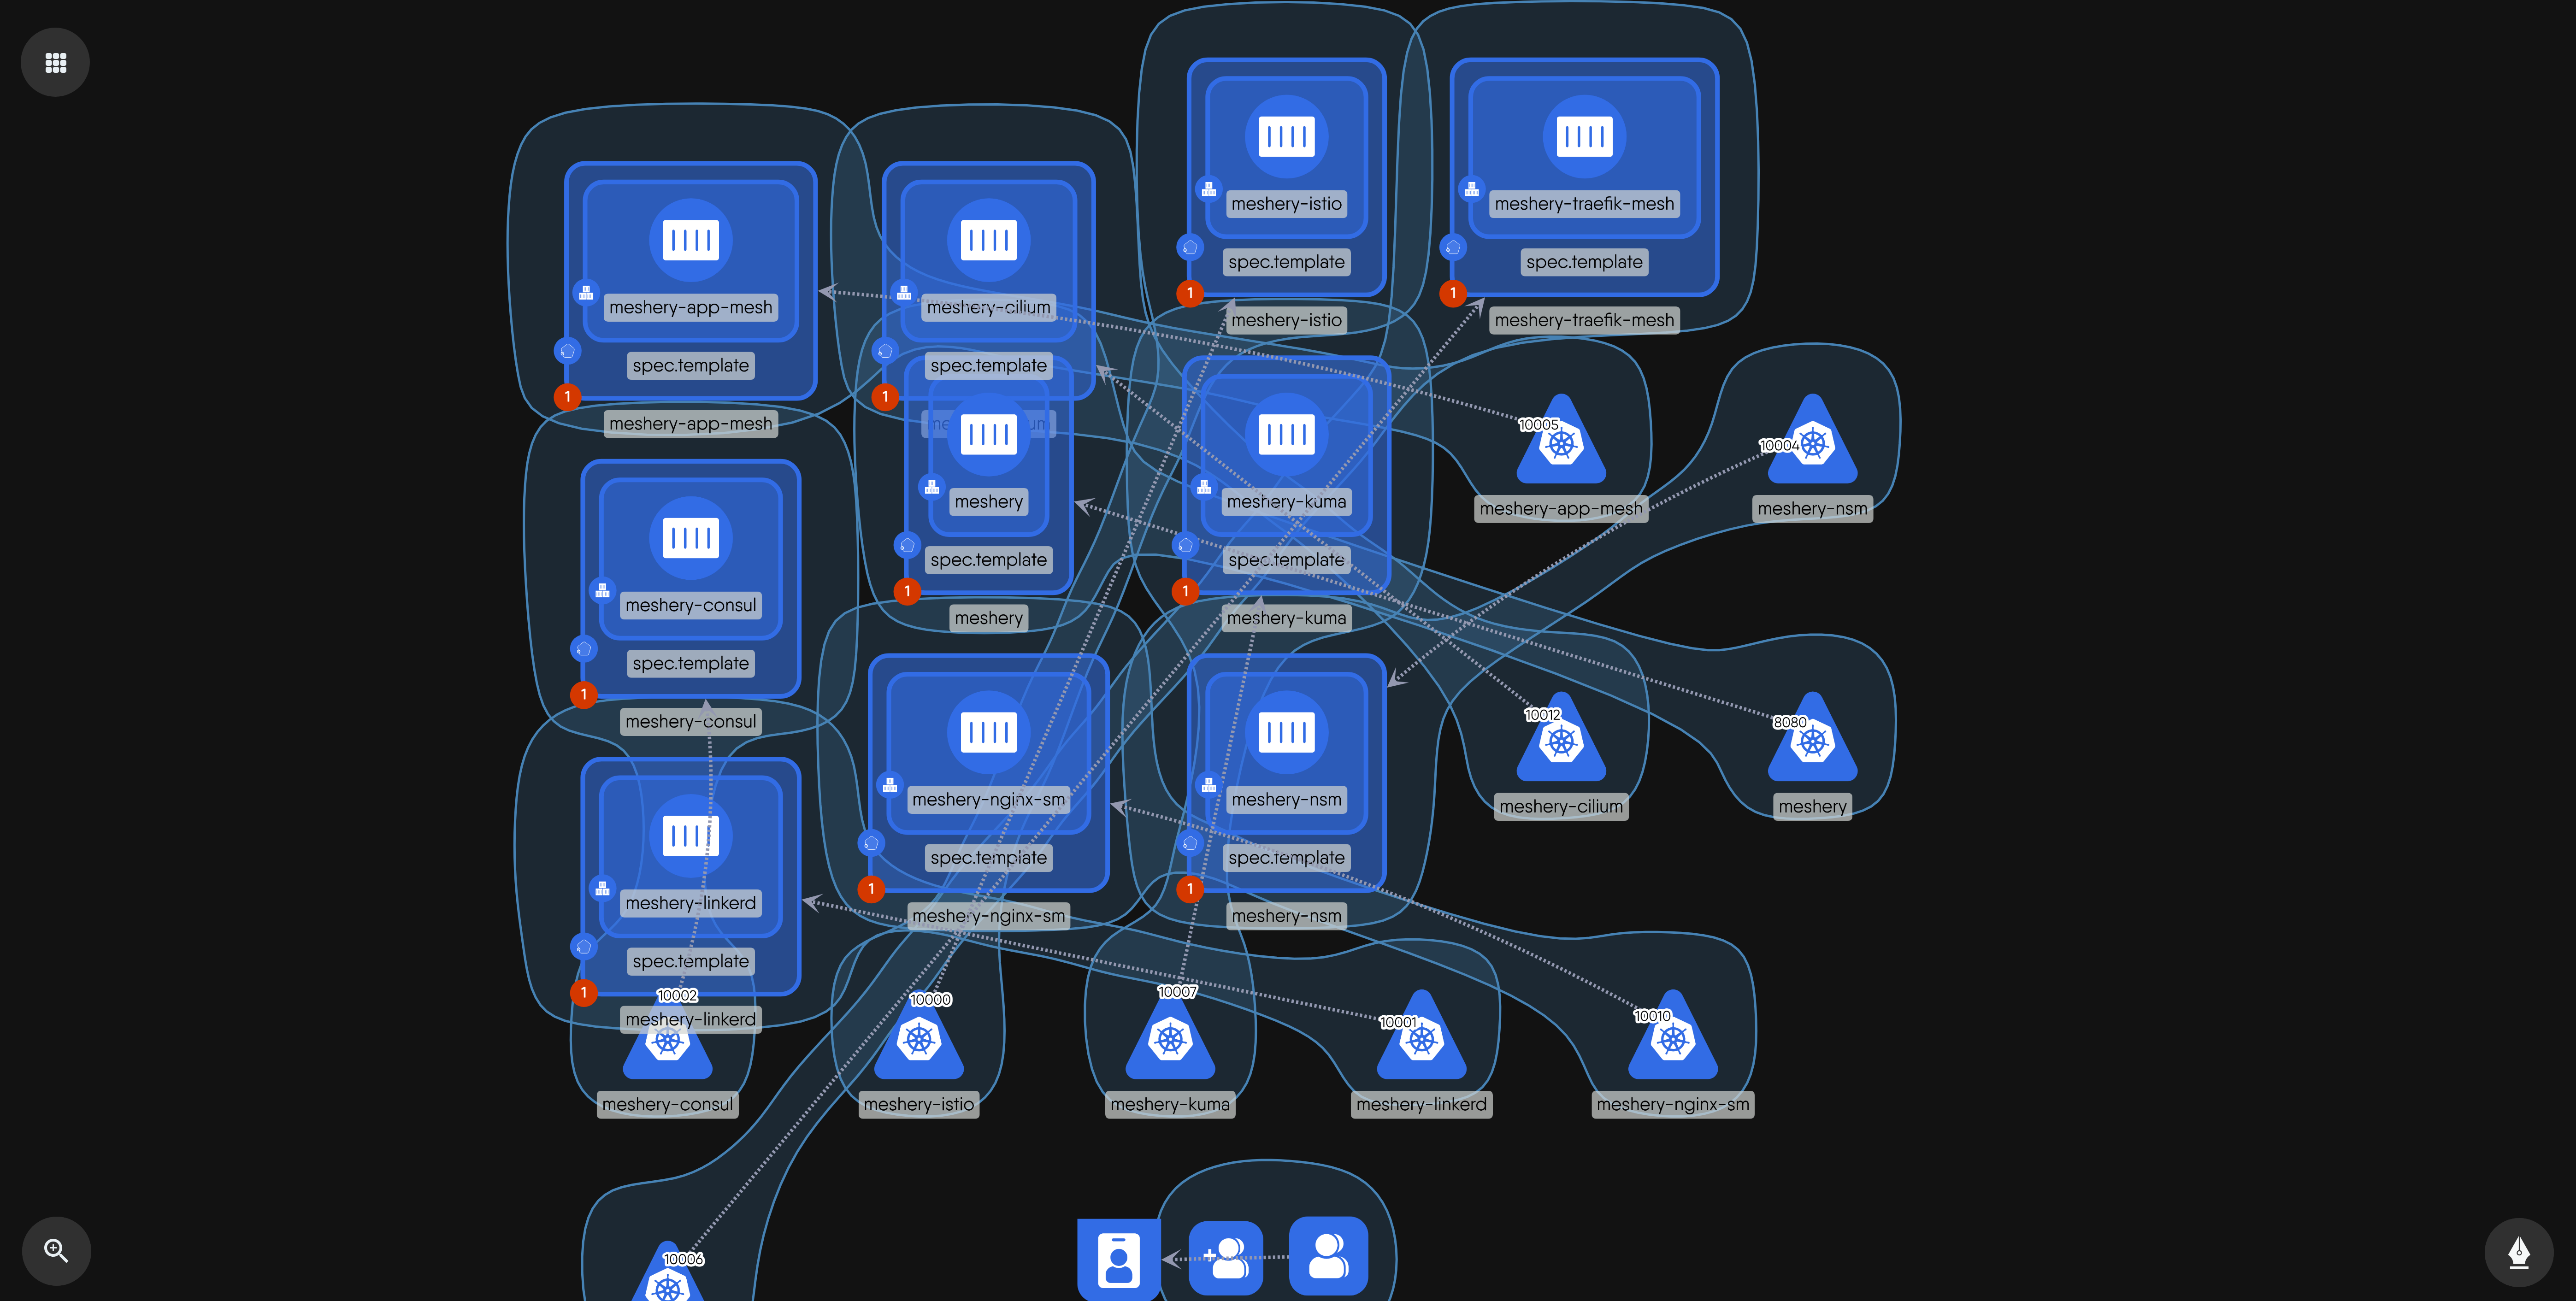 meshery-istio
spec.template
1
meshery-istio
meshery-traefik-mesh
spec.template
1
meshery-traefik-mesh
meshery-app-mesh
spec.template
1
meshery-app-mesh
meshery-cilium
spec.template
1
meshery
spec.template
1
meshery
meshery-kuma
spec.template
1
meshery-kuma
10005
meshery-app-mesh
10004
meshery-nsm
meshery-consul
spec.template
1
meshery-consul
meshery-nginx-sm
spec.template
1
meshery-nginx-sm
meshery-nsm
spec.template
1
meshery-nsm
10012
meshery-cilium
8080
meshery
meshery-linkerd
spec.template
1
meshery-linkerd
10002
meshery-consul
10000
meshery-istio
10007
meshery-kuma
10001
meshery-linkerd
10010
meshery-nginx-sm
10006